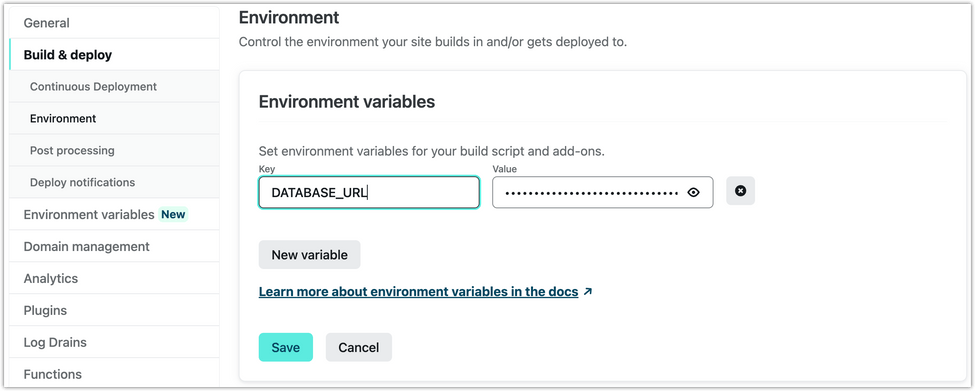 General
Build & deploy
Continuous Deployment
Environment
Post processing
Deploy notifications
Environment variables New
Domain management
Analytics
Plugins
Log Drains
Functions
Environment
Control the environment your site builds in and/or gets deployed to.
Environment variables
Set environment variables for your build script and add-ons.
Key Value
DATABASE_URL ••••••••••••••••••••••••••••••
New variable
Learn more about environment variables in the docs ↗
Save Cancel